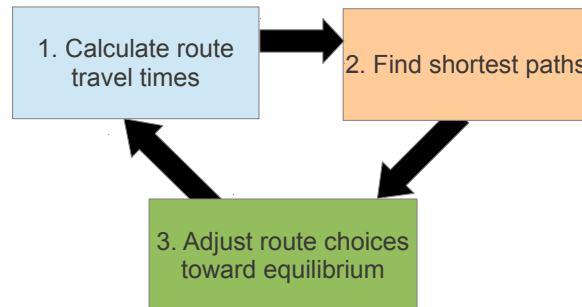 1. Calculate route
travel times
2. Find shortest paths
3. Adjust route choices
toward equilibrium